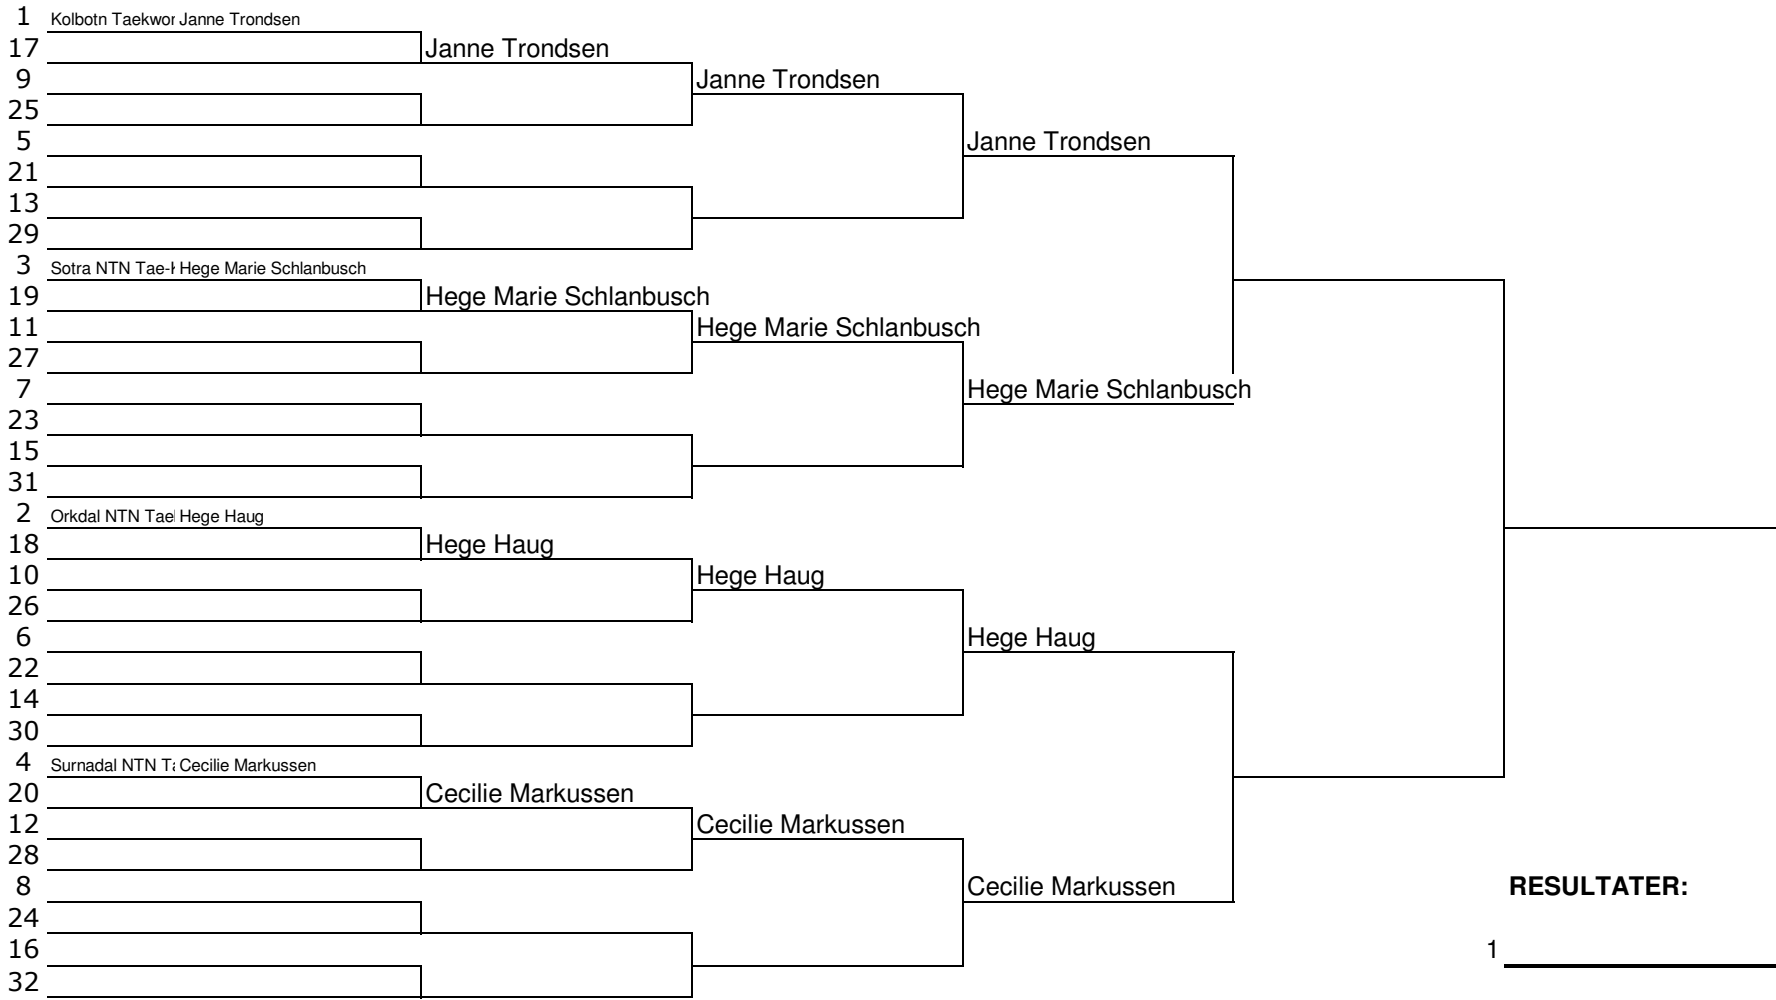 1 Kolbotn Taekwor Janne Trondsen
17 Janne Trondsen
9 Janne Trondsen
25
5 Janne Trondsen
21
13
29
3 Sotra NTN Tae-k Hege Marie Schlanbusch
19 Hege Marie Schlanbusch
11 Hege Marie Schlanbusch
27
7 Hege Marie Schlanbusch
23
15
31
2 Orkdal NTN Tae Hege Haug
18 Hege Haug
10 Hege Haug
26
6 Hege Haug
22
14
30
4 Surnadal NTN Ta Cecilie Markussen
20 Cecilie Markussen
12 Cecilie Markussen
28
8 Cecilie Markussen RESULTATER:
24
16 1
32